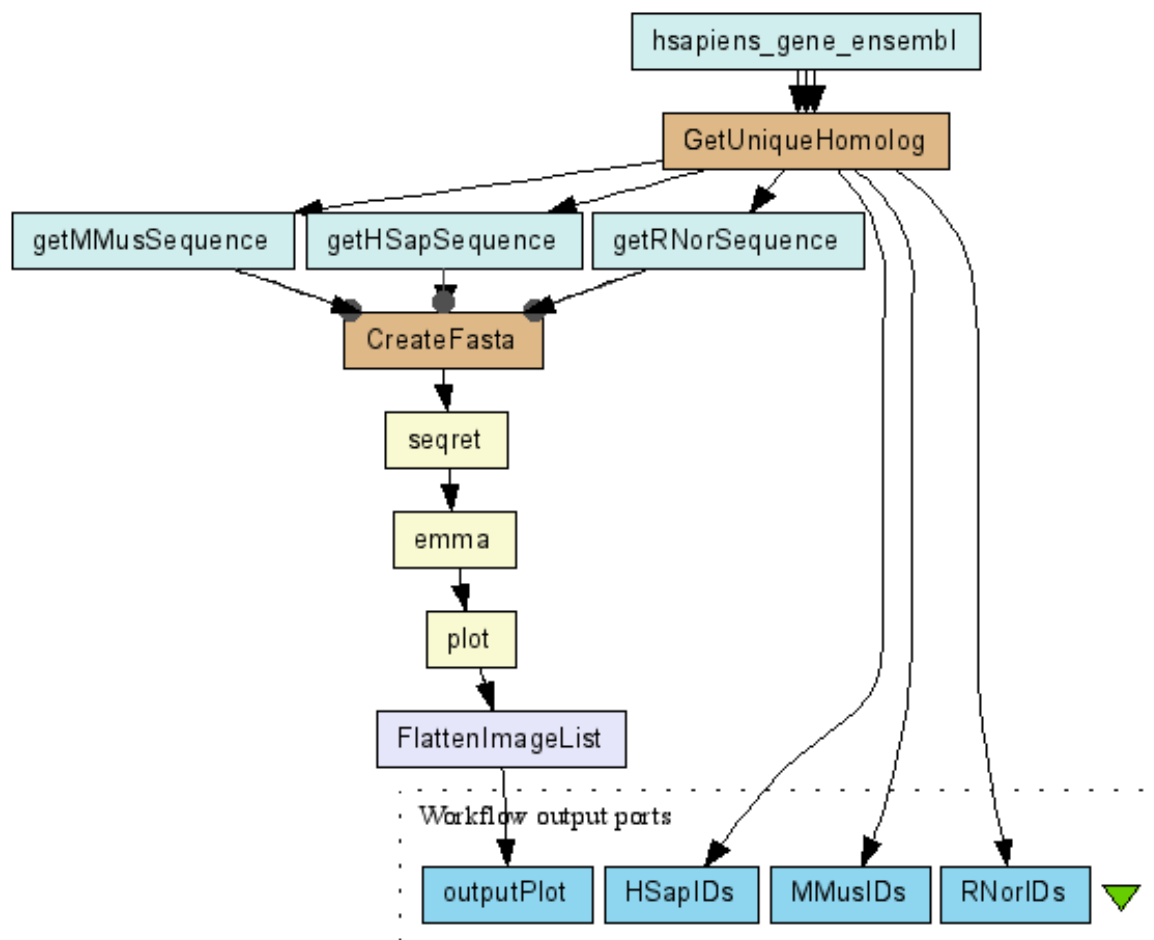 hsapiens_gene_ensembl
GetUniqueHomolog
getMMusSequence
getHSapSequence
getRNorSequence
CreateFasta
seqret
emma
plot
FlattenImageList
Workflow output ports
outputPlot
HSapIDs
MMusIDs
RNorIDs